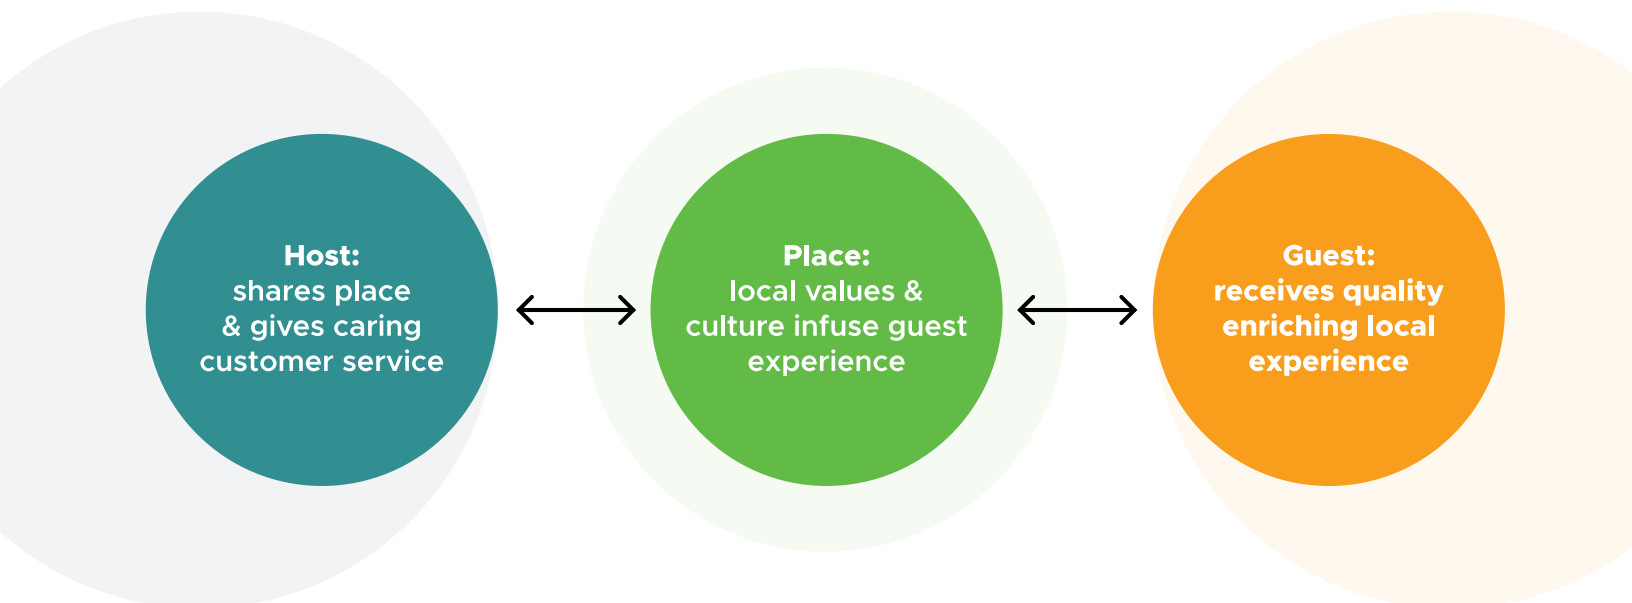 Host:
shares place
& gives caring
customer service
Place:
local values &
culture infuse guest
experience
Guest:
receives quality
enriching local
experience